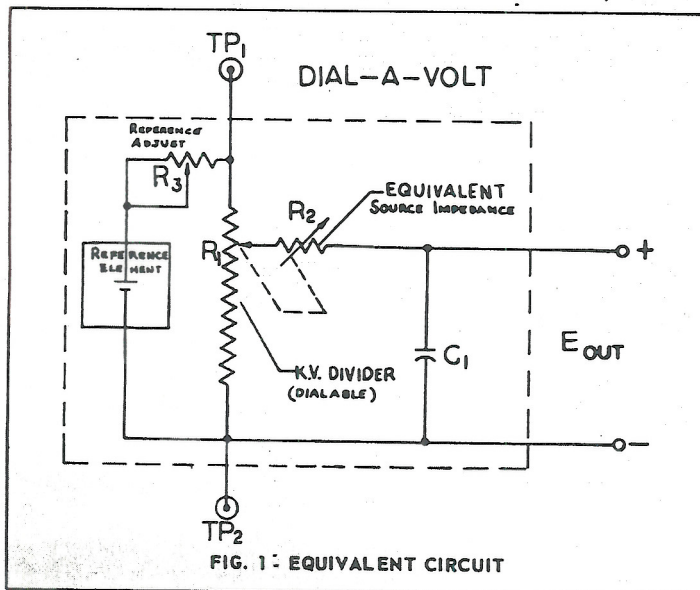 TP1
DIAL-A-VOLT
REFERENCE
ADJUST
R3
R2
EQUIVALENT
SOURCE IMPEDANCE
REFERENCE
ELEMENT
R1
+
C1
EOUT
K.V. DIVIDER
(DIALABLE)
-
TP2
FIG. 1: EQUIVALENT CIRCUIT